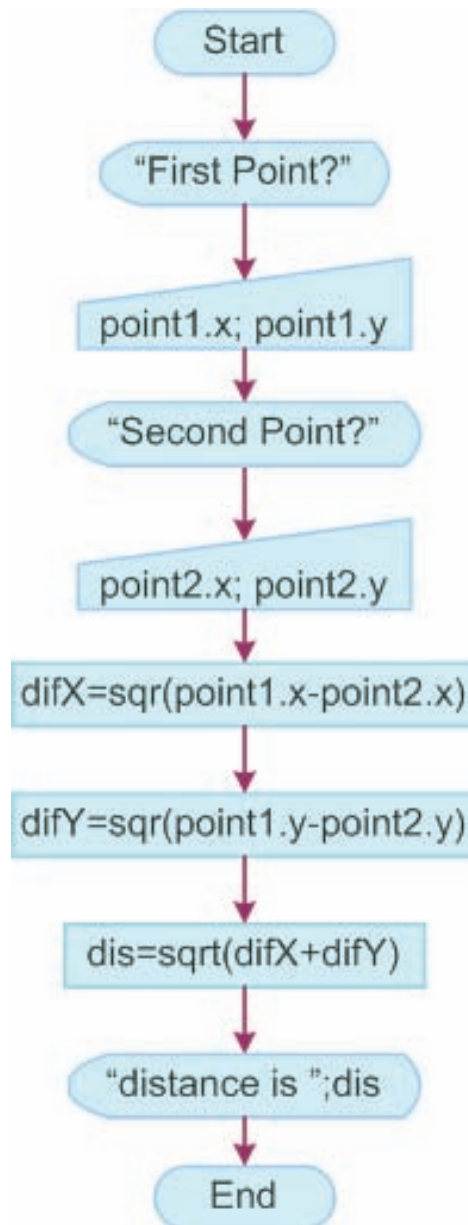 Start
“First Point?”
point1.x; point1.y
“Second Point?”
point2.x; point2.y
difX=sqr(point1.x-point2.x)
difY=sqr(point1.y-point2.y)
dis=sqrt(difX+difY)
“distance is ”;dis
End